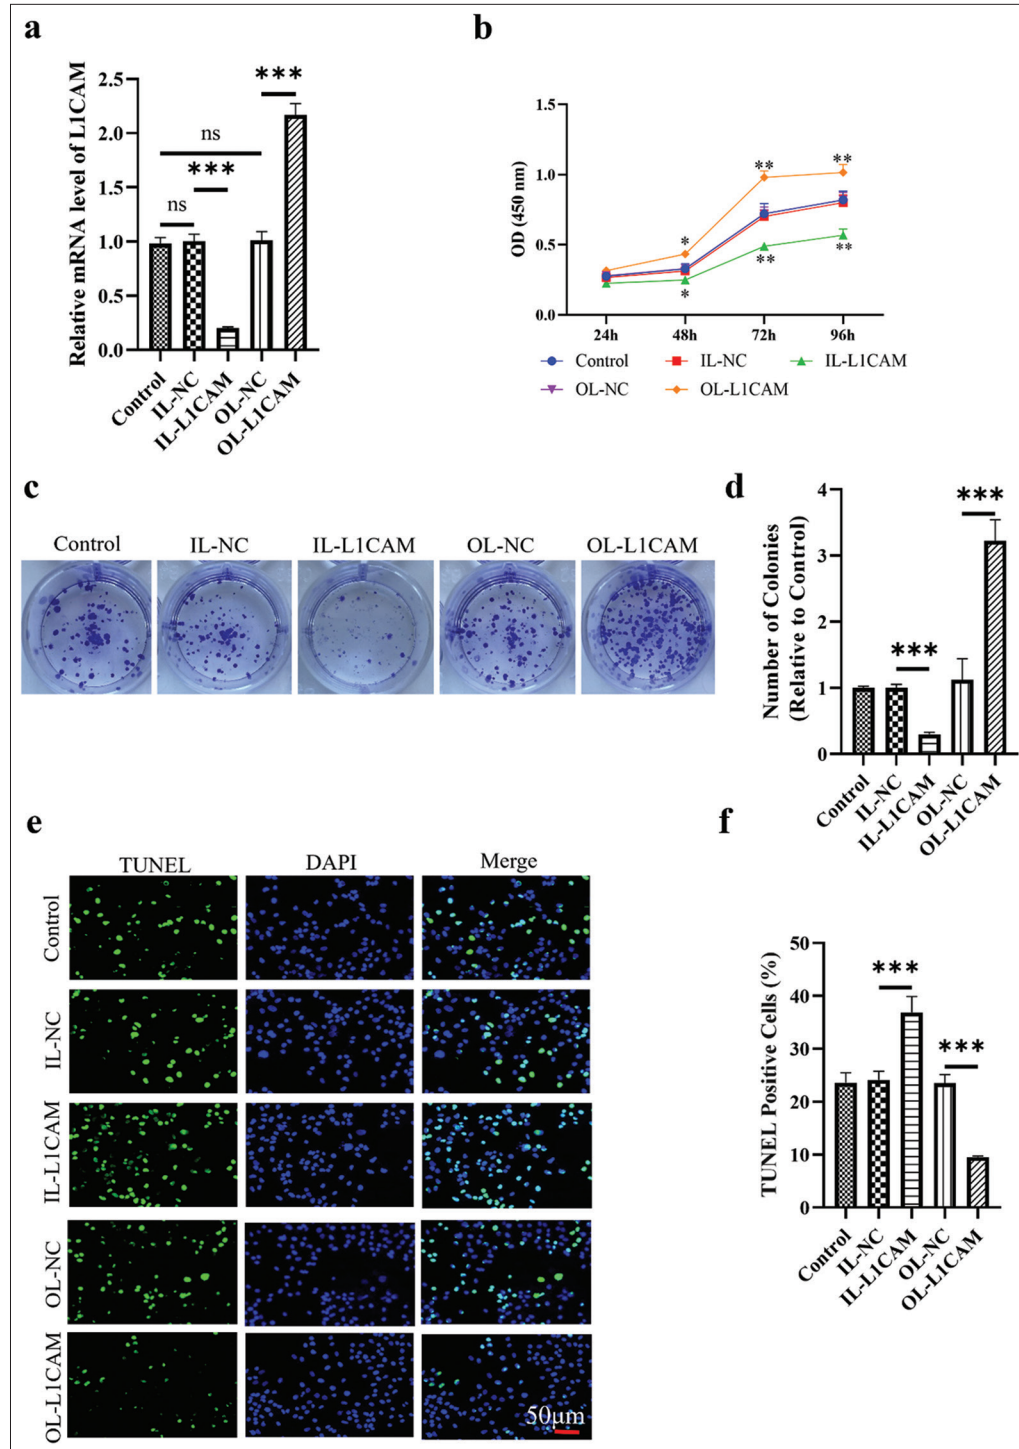 a
Relative mRNA level of L1CAM
2.5
2.0
1.5
1.0
0.5
0.0
ns
***
ns
***
Control
IL-NC
IL-L1CAM
OL-NC
OL-L1CAM
b
OD (450 nm)
1.5
1.0
0.5
0.0
*
*
**
**
**
**
24h 48h 72h 96h
Control IL-NC IL-L1CAM
OL-NC OL-L1CAM
c
Control IL-NC IL-L1CAM OL-NC OL-L1CAM
d
Number of Colonies
(Relative to Control)
4
3
2
1
0
***
***
Control
IL-NC
IL-L1CAM
OL-NC
OL-L1CAM
e
TUNEL DAPI Merge
Control
IL-NC
IL-L1CAM
OL-NC
OL-L1CAM
50μm
f
TUNEL Positive Cells (%)
50
40
30
20
10
0
***
***
Control
IL-NC
IL-L1CAM
OL-NC
OL-L1CAM